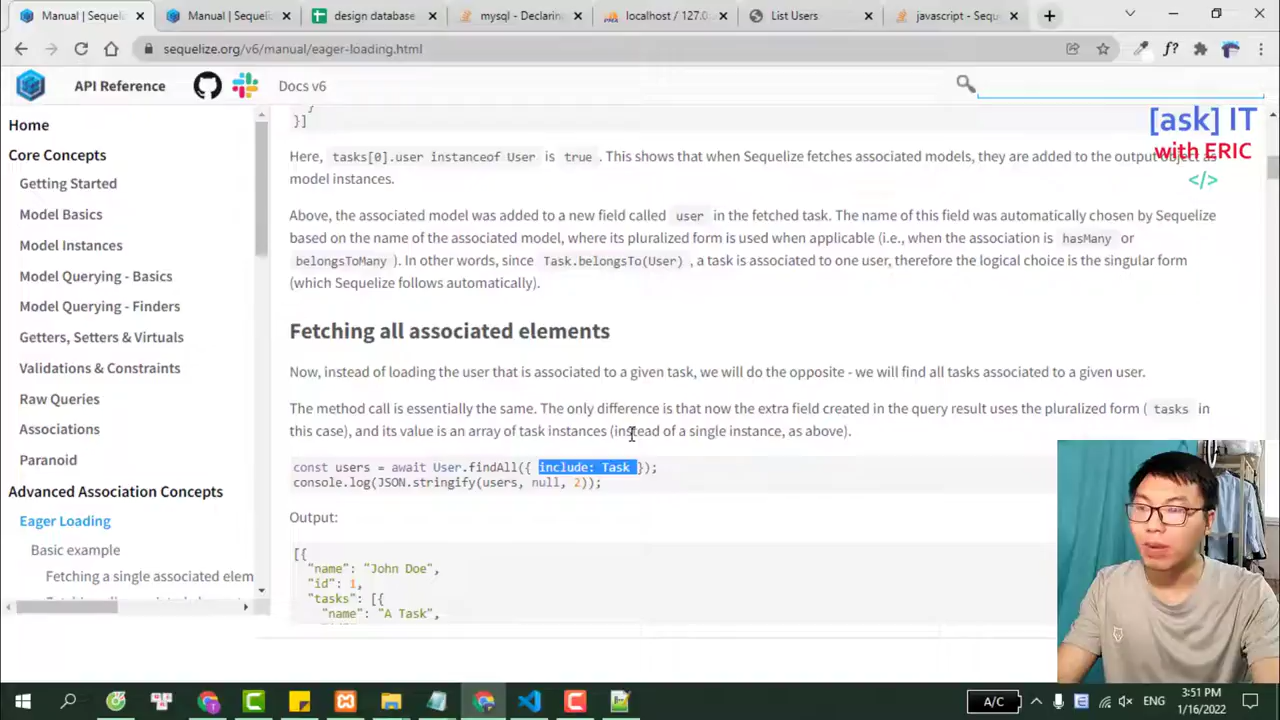 Manual | Sequeli
Manual | Sequeliz
design database
mysql - Declarin
localhost / 127.0
List Users
javascript - Sequ
sequelize.org/v6/manual/eager-loading.html
f?
API Reference
Docs v6
[ask] IT
with ERIC
</>
Home
Core Concepts
Getting Started
Model Basics
Model Instances
Model Querying - Basics
Model Querying - Finders
Getters, Setters & Virtuals
Validations & Constraints
Raw Queries
Associations
Paranoid
Advanced Association Concepts
Eager Loading
Basic example
Fetching a single associated elem
}
}]
Here, tasks[0].user instanceof User is true . This shows that when Sequelize fetches associated models, they are added to the output object as
model instances.
Above, the associated model was added to a new field called user in the fetched task. The name of this field was automatically chosen by Sequelize
based on the name of the associated model, where its pluralized form is used when applicable (i.e., when the association is hasMany or
belongsToMany ). In other words, since Task.belongsTo(User) , a task is associated to one user, therefore the logical choice is the singular form
(which Sequelize follows automatically).
Fetching all associated elements
Now, instead of loading the user that is associated to a given task, we will do the opposite - we will find all tasks associated to a given user.
The method call is essentially the same. The only difference is that now the extra field created in the query result uses the pluralized form ( tasks in
this case), and its value is an array of task instances (instead of a single instance, as above).
const users = await User.findAll({ include: Task });
console.log(JSON.stringify(users, null, 2));
Output:
[{
"name": "John Doe",
"id": 1,
"tasks": [{
"name": "A Task",
A/C
ENG
3:51 PM
1/16/2022